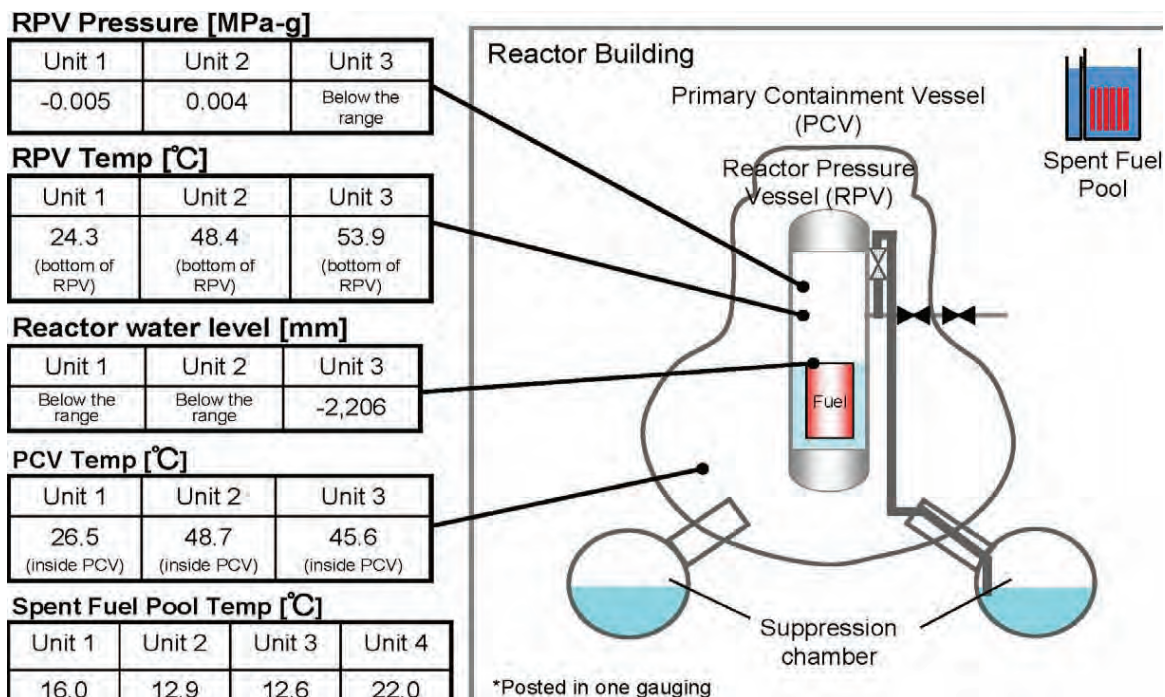 RPV Pressure [MPa-g]
Unit 1 Unit 2 Unit 3
-0.005 0.004 Below the
range
RPV Temp [℃]
Unit 1 Unit 2 Unit 3
24.3 48.4 53.9
(bottom of (bottom of (bottom of
RPV) RPV) RPV)
Reactor water level [mm]
Unit 1 Unit 2 Unit 3
Below the Below the -2,206
range range
PCV Temp [℃]
Unit 1 Unit 2 Unit 3
26.5 48.7 45.6
(inside PCV) (inside PCV) (inside PCV)
Spent Fuel Pool Temp [℃]
Unit 1 Unit 2 Unit 3 Unit 4
16.0 12.9 12.6 22.0
Reactor Building
Primary Containment Vessel
(PCV)
Reactor Pressure
Vessel (RPV)
Spent Fuel
Pool
Fuel
Suppression
chamber
*Posted in one gauging